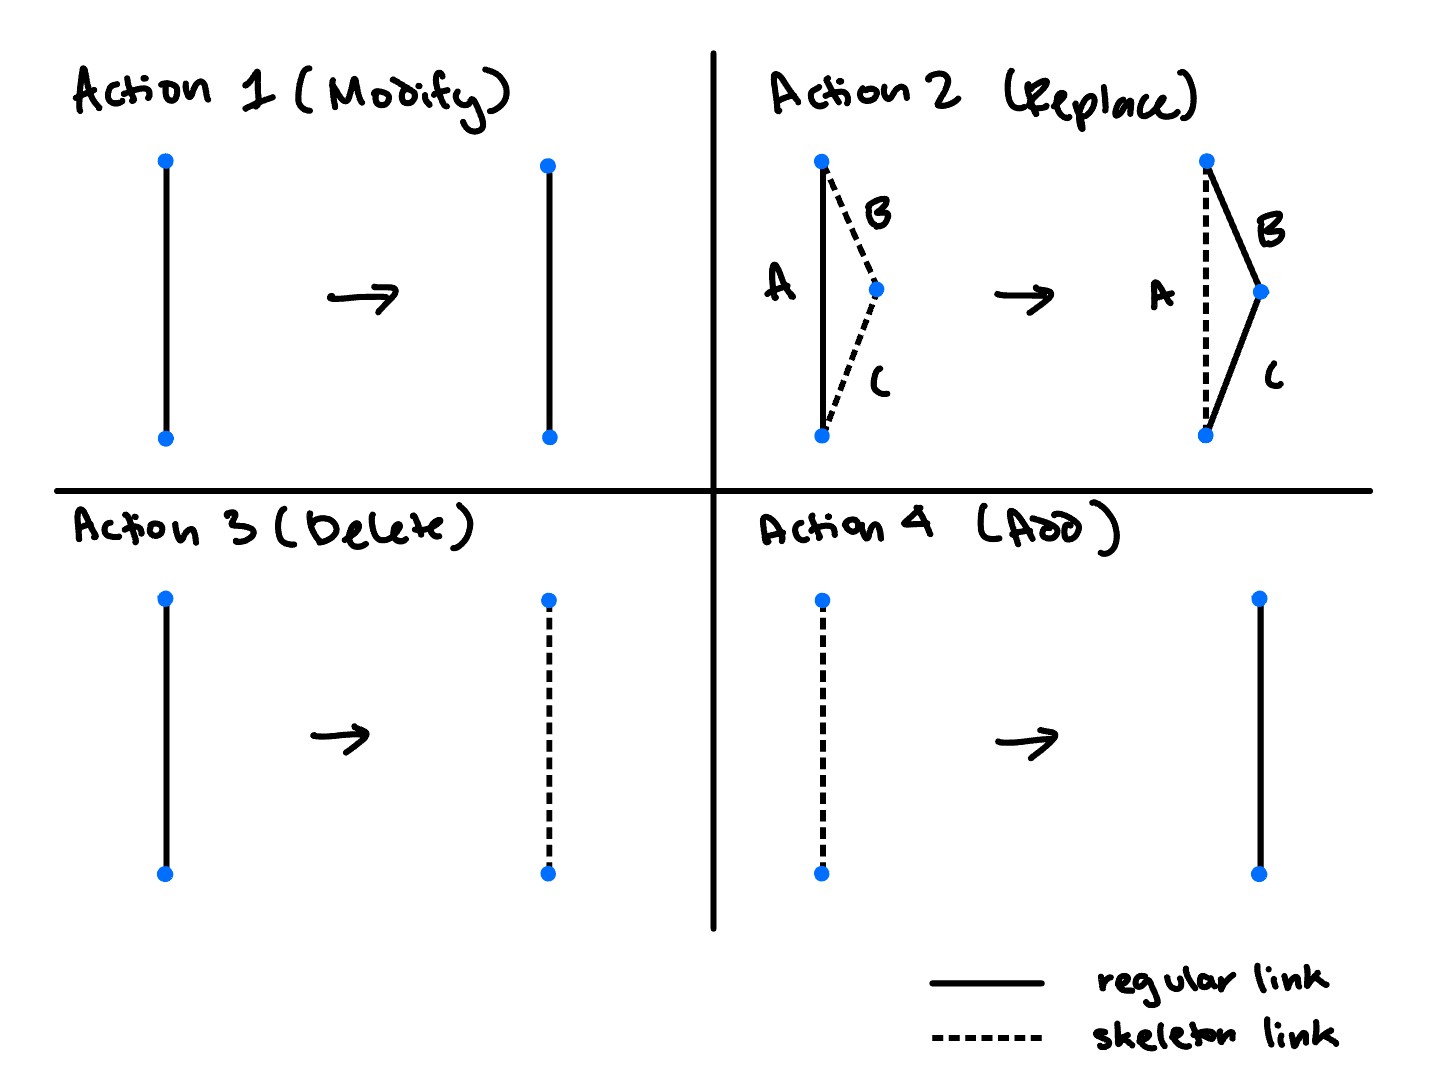 Action 1 (Modify)
Action 2 (Replace)
A
B
C
A
B
C
Action 3 (Delete)
Action 4 (Add)
regular link
skeleton link